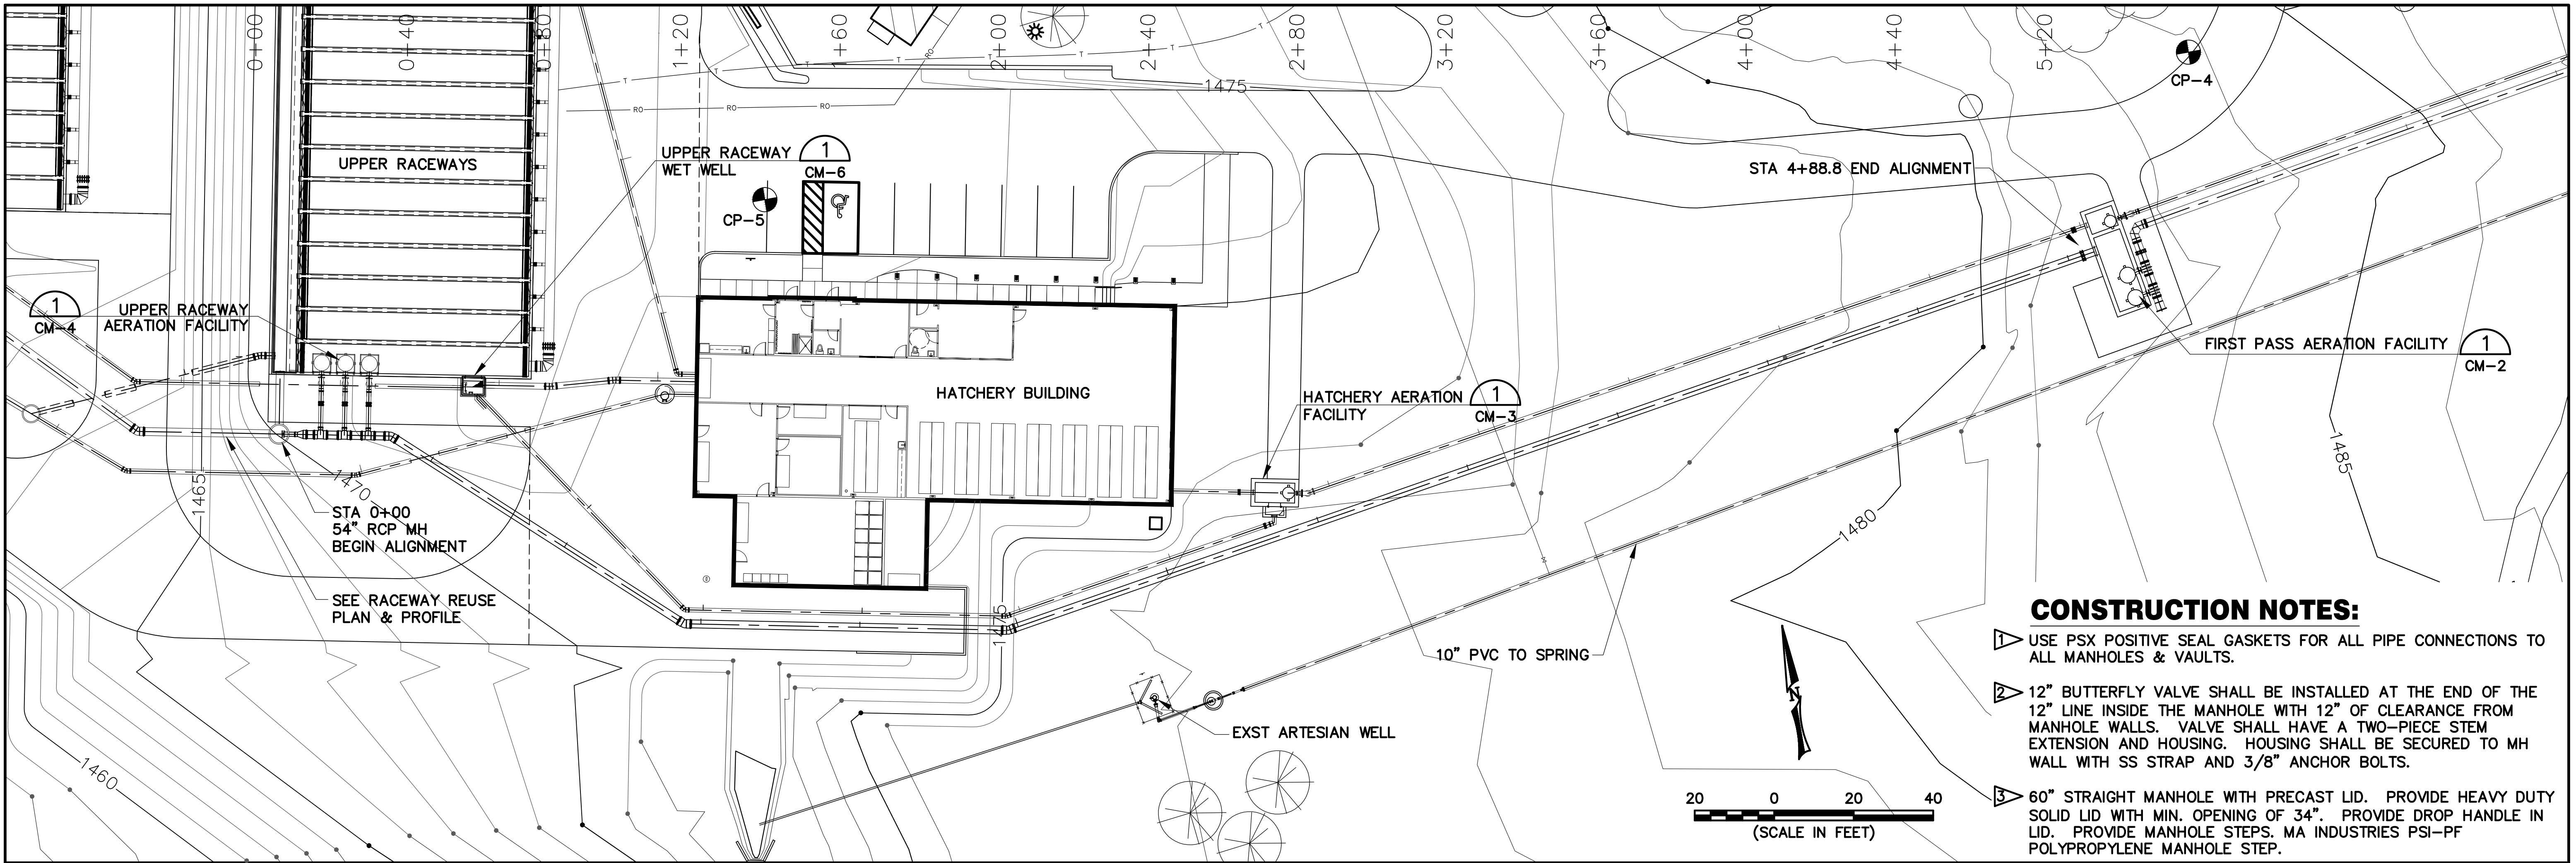 0+00
0+40
0+80
1+20
1+60
2+00
2+40
2+80
3+20
3+60
4+00
4+40
5+20
T
T
T
T
T
RO
RO
RO
RO
1475
CP-4
UPPER RACEWAYS
UPPER RACEWAY
WET WELL
1
CM-6
CP-5
STA 4+88.8 END ALIGNMENT
1
CM-4
UPPER RACEWAY
AERATION FACILITY
FIRST PASS AERATION FACILITY
1
CM-2
HATCHERY BUILDING
HATCHERY AERATION
FACILITY
1
CM-3
1465
1470
1485
1480
STA 0+00
54" RCP MH
BEGIN ALIGNMENT
SEE RACEWAY REUSE
PLAN & PROFILE
1475
10" PVC TO SPRING
EXST ARTESIAN WELL
1460
N
20 0 20 40
(SCALE IN FEET)
CONSTRUCTION NOTES:
1 USE PSX POSITIVE SEAL GASKETS FOR ALL PIPE CONNECTIONS TO
ALL MANHOLES & VAULTS.
2 12" BUTTERFLY VALVE SHALL BE INSTALLED AT THE END OF THE
12" LINE INSIDE THE MANHOLE WITH 12" OF CLEARANCE FROM
MANHOLE WALLS. VALVE SHALL HAVE A TWO-PIECE STEM
EXTENSION AND HOUSING. HOUSING SHALL BE SECURED TO MH
WALL WITH SS STRAP AND 3/8" ANCHOR BOLTS.
3 60" STRAIGHT MANHOLE WITH PRECAST LID. PROVIDE HEAVY DUTY
SOLID LID WITH MIN. OPENING OF 34". PROVIDE DROP HANDLE IN
LID. PROVIDE MANHOLE STEPS. MA INDUSTRIES PSI-PF
POLYPROPYLENE MANHOLE STEP.